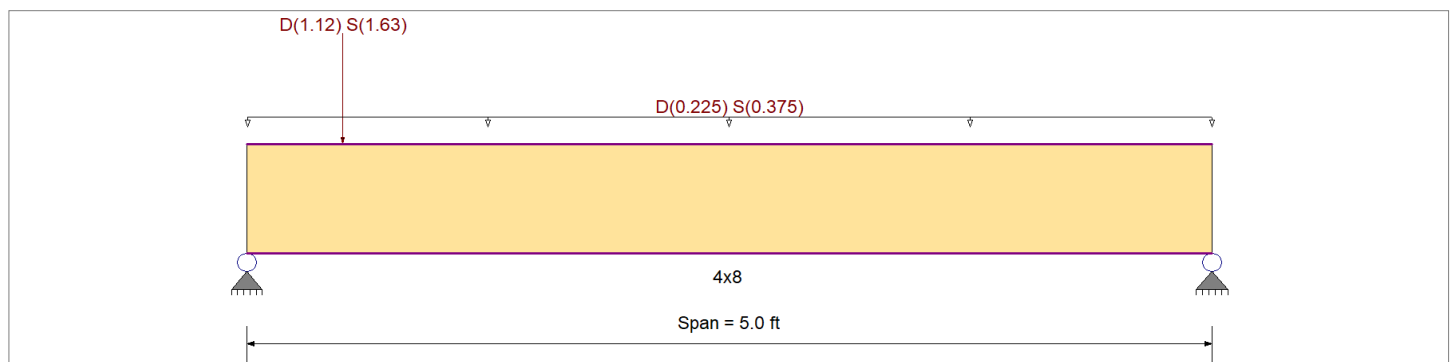 D(1.12) S(1.63)
D(0.225) S(0.375)
4x8
Span = 5.0 ft